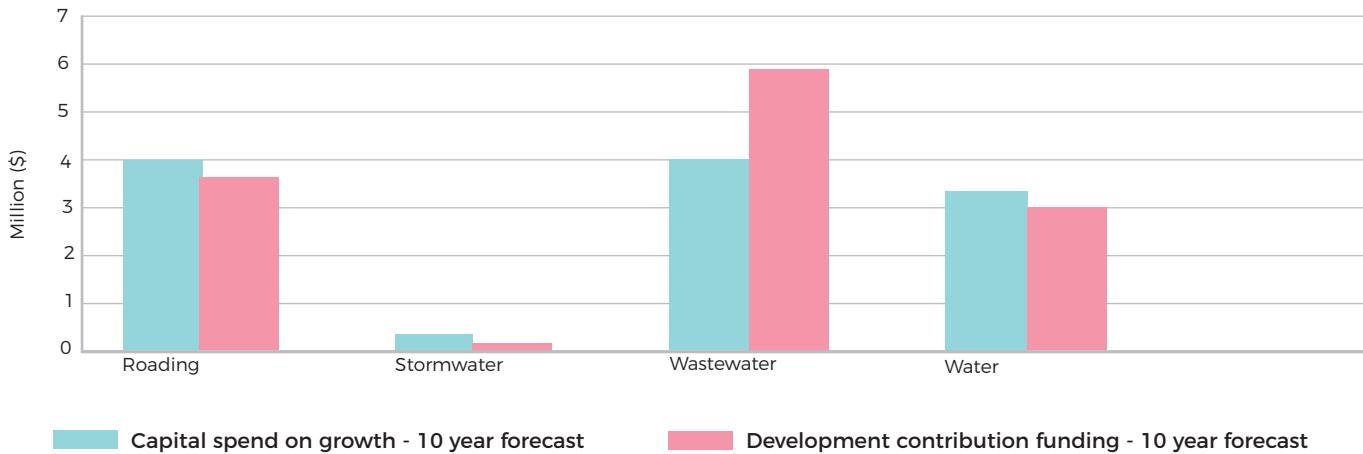 7
6
5
4
3
2
1
0
Million ($)
Roading
Stormwater
Wastewater
Water
Capital spend on growth - 10 year forecast
Development contribution funding - 10 year forecast